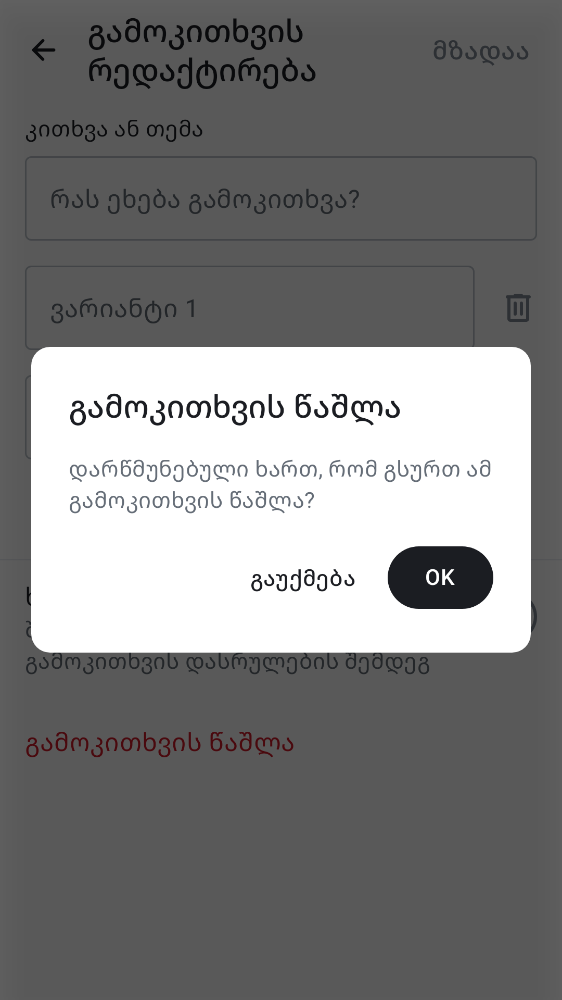 გამოკითხვის
რედაქტირება
მზადაა
კითხვა ან თემა
რას ეხება გამოკითხვა?
ვარიანტი 1
გამოკითხვის წაშლა
დარწმუნებული ხართ, რომ გსურთ ამ
გამოკითხვის წაშლა?
გაუქმება
OK
გამოკითხვის დასრულების შემდეგ
გამოკითხვის წაშლა